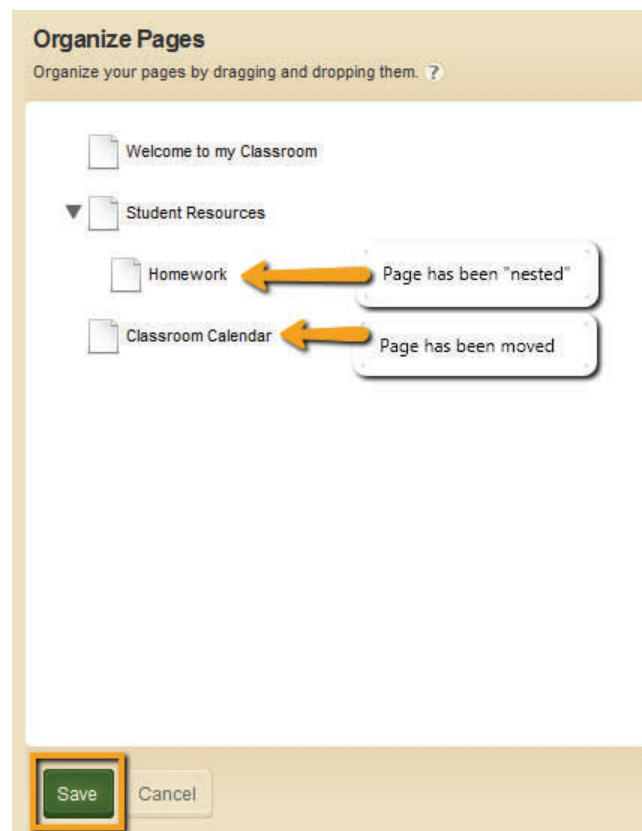 Organize Pages
Organize your pages by dragging and dropping them. ?
Welcome to my Classroom
Student Resources
Homework
Page has been "nested"
Classroom Calendar
Page has been moved
Save
Cancel